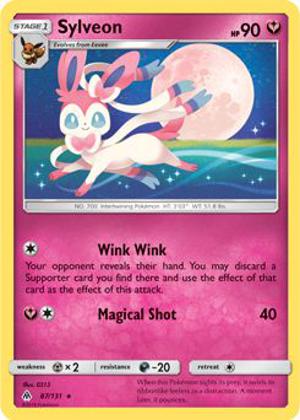 STAGE 1 Sylveon HP 90
Evolves from Eevee
NO. 700 Intertwining Pokémon HT: 3'03" WT: 51.8 lbs.
Wink Wink
Your opponent reveals their hand. You may discard a
Supporter card you find there and use the effect of that
card as the effect of this attack.
Magical Shot 40
weakness ×2 resistance -20 retreat
Illus. 0313
87/131
When this Pokémon sights its prey, it swirls its
ribbonlike feelers as a distraction. A moment
later, it pounces.